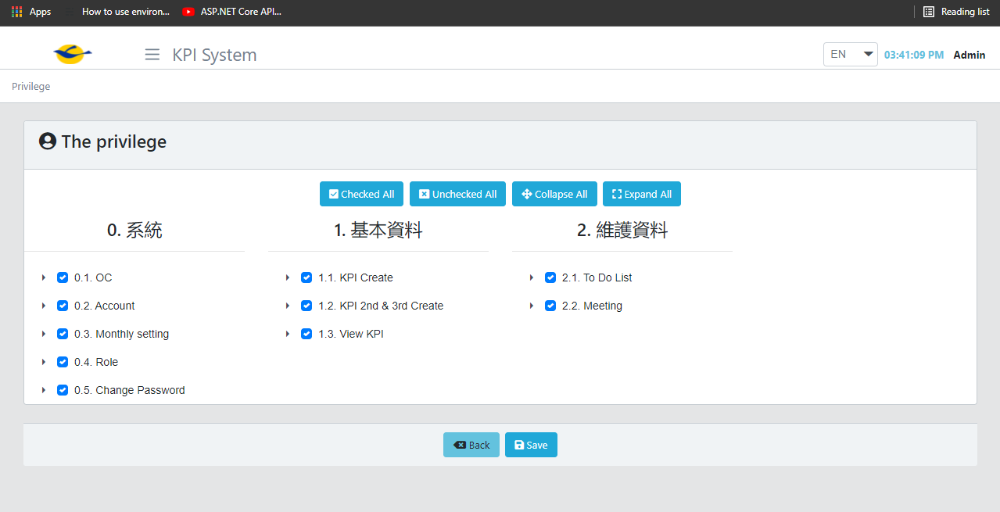 Apps How to use environ... ASP.NET Core API... Reading list
KPI System EN 03:41:09 PM Admin
Privilege
The privilege
Checked All Unchecked All Collapse All Expand All
0. 系統 1. 基本資料 2. 維護資料
0.1. OC 1.1. KPI Create 2.1. To Do List
0.2. Account 1.2. KPI 2nd & 3rd Create 2.2. Meeting
0.3. Monthly setting 1.3. View KPI
0.4. Role
0.5. Change Password
Back Save